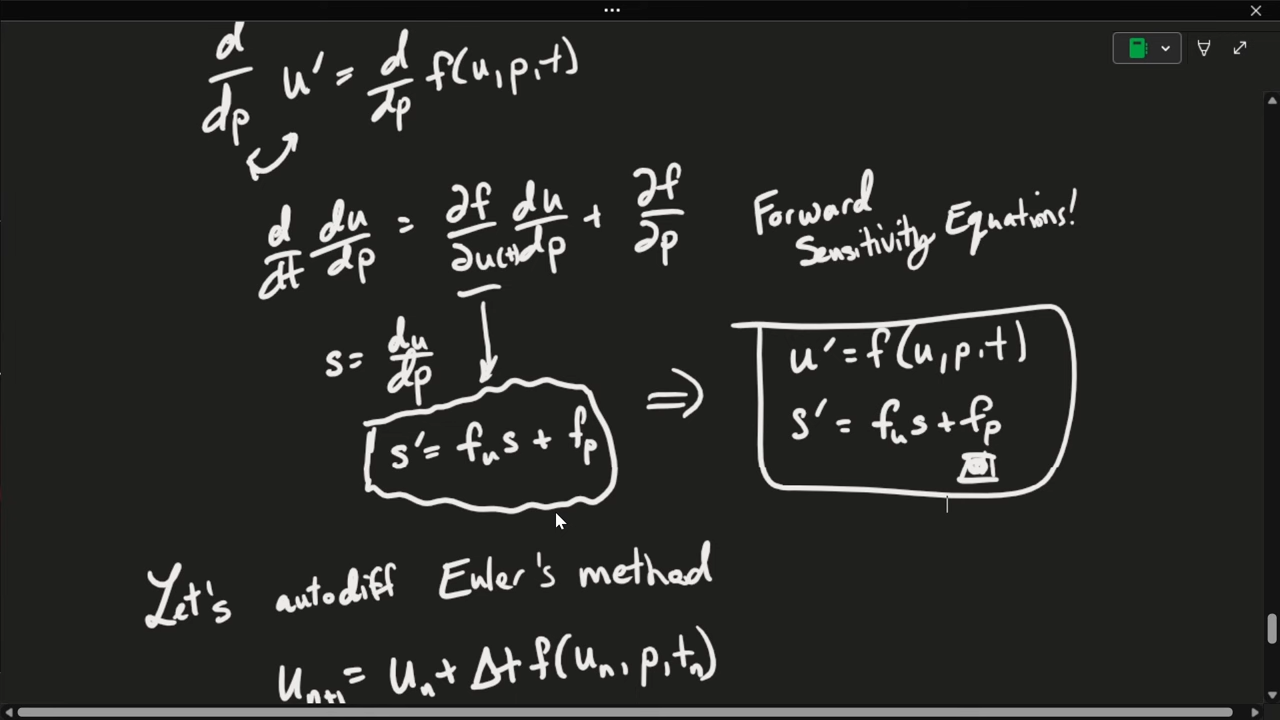 d/dp u' = d/dp f(u,p,t)
d/dt du/dp = ∂f/∂u(t) du/dp + ∂f/∂p
Forward
Sensitivity Equations!
s = du/dp
s' = f_u s + f_p
⇒
u' = f(u,p,t)
s' = f_u s + f_p
Let's autodiff Euler's method
u_{n+1} = u_n + Δt f(u_n, p, t_n)